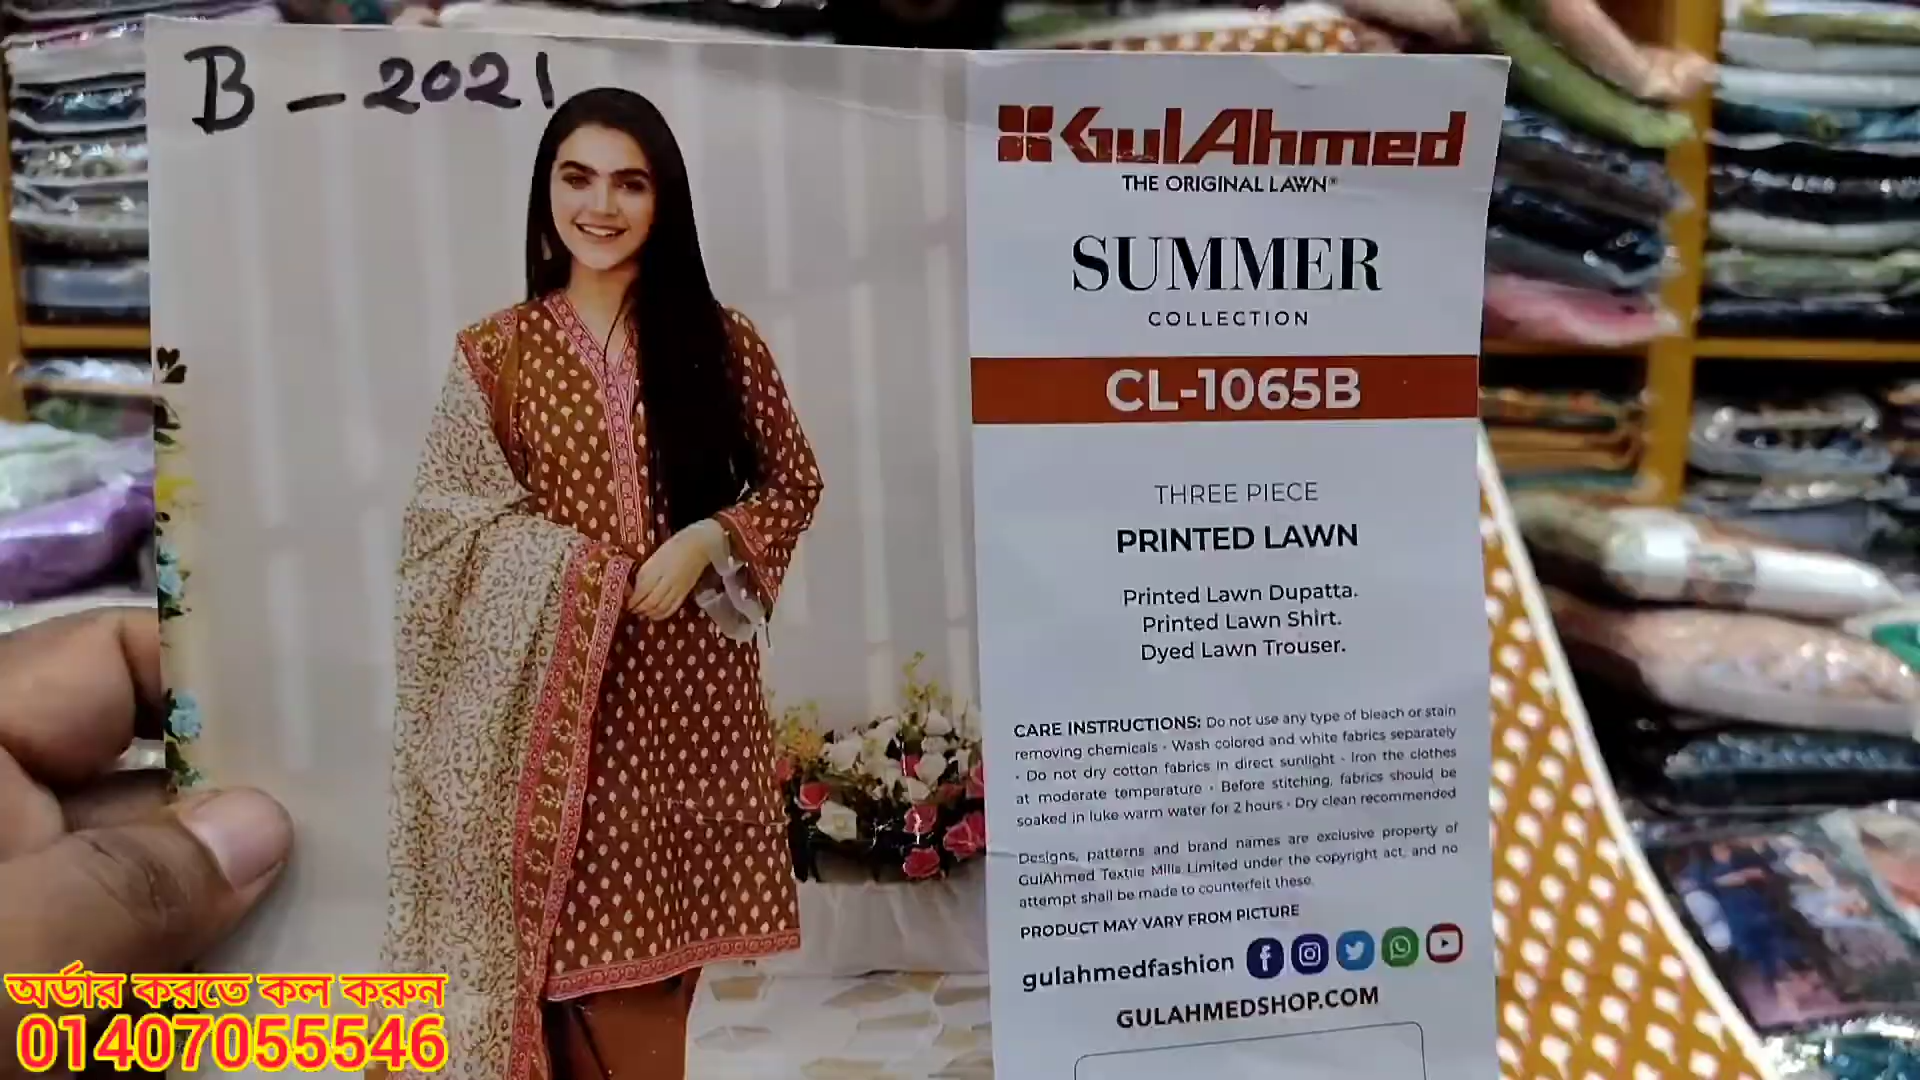 B - 2021
GulAhmed
THE ORIGINAL LAWN®
SUMMER
COLLECTION
CL-1065B
THREE PIECE
PRINTED LAWN
Printed Lawn Dupatta.
Printed Lawn Shirt.
Dyed Lawn Trouser.
CARE INSTRUCTIONS: Do not use any type of bleach or stain
removing chemicals • Wash colored and white fabrics separately
• Do not dry cotton fabrics in direct sunlight • Iron the clothes
at moderate temperature • Before stitching, fabrics should be
soaked in luke warm water for 2 hours • Dry clean recommended
Designs, patterns and brand names are exclusive property of
GulAhmed Textile Mills Limited under the copyright act, and no
attempt shall be made to counterfeit these.
PRODUCT MAY VARY FROM PICTURE
gulahmedfashion
GULAHMEDSHOP.COM
অর্ডার করতে কল করুন
01407055546